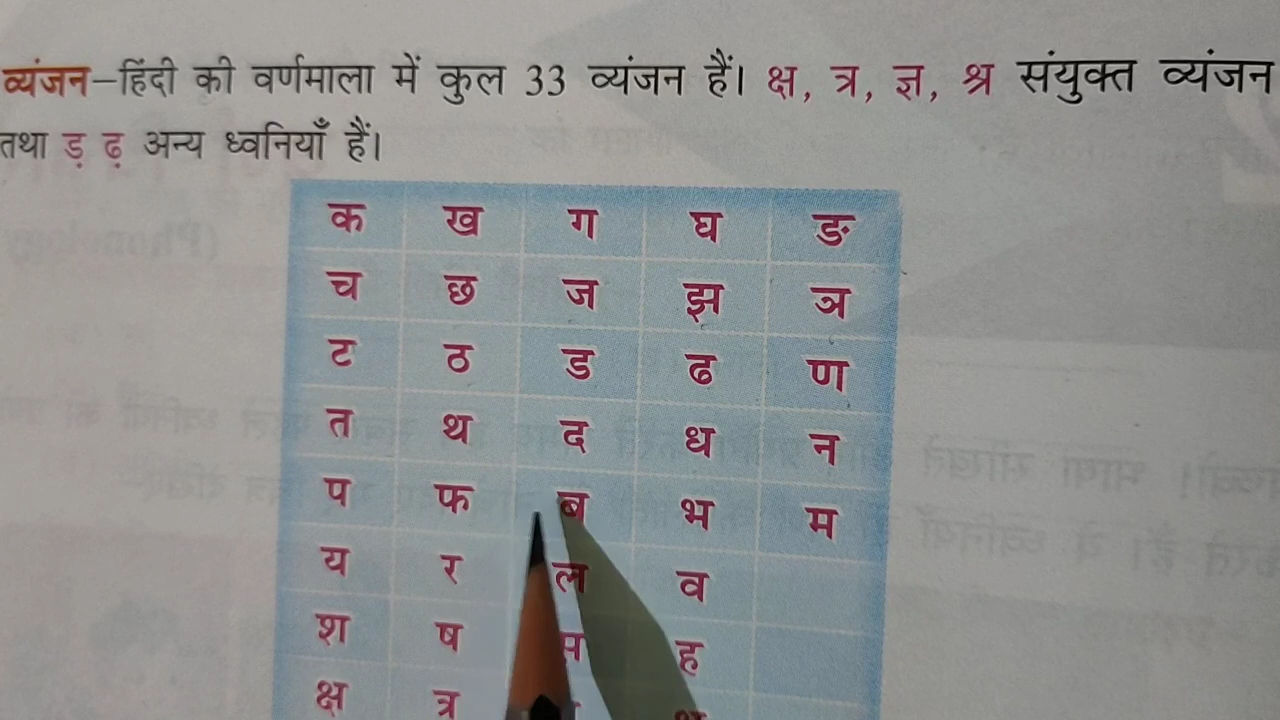 व्यंजन–हिंदी की वर्णमाला में कुल 33 व्यंजन हैं। क्ष, त्र, ज्ञ, श्र संयुक्त व्यंजन
तथा ड़ ढ़ अन्य ध्वनियाँ हैं।
क ख ग घ ङ
च छ ज झ ञ
ट ठ ड ढ ण
त थ द ध न
प फ ब भ म
य र ल व
श ष स ह
क्ष त्र